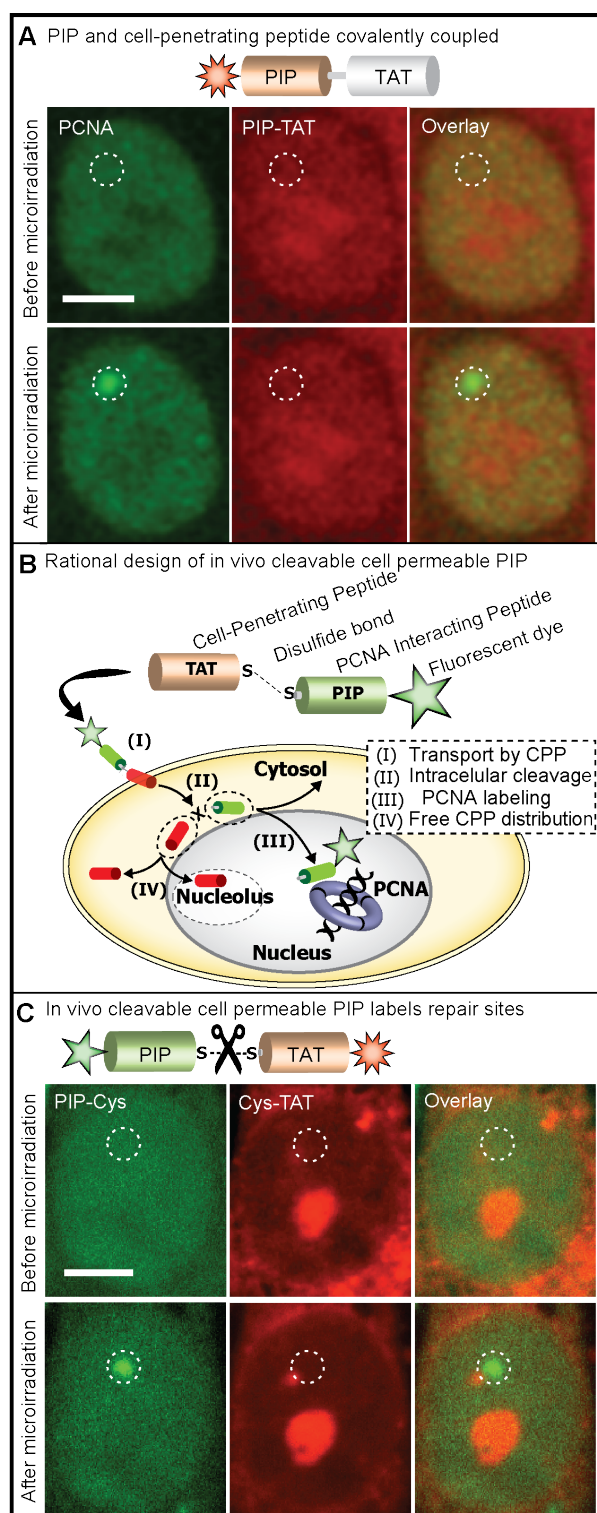 A PIP and cell-penetrating peptide covalently coupled
PIP
TAT
PCNA
PIP-TAT
Overlay
Before microirradiation
After microirradiation
B Rational design of in vivo cleavable cell permeable PIP
Cell-Penetrating Peptide
Disulfide bond
PCNA Interacting Peptide
Fluorescent dye
TAT
S
S
PIP
(I)
(II)
Cytosol
(I) Transport by CPP
(II) Intracelular cleavage
(III) PCNA labeling
(IV) Free CPP distribution
(III)
(IV)
Nucleolus
PCNA
Nucleus
C In vivo cleavable cell permeable PIP labels repair sites
PIP
S
S
TAT
PIP-Cys
Cys-TAT
Overlay
Before microirradiation
After microirradiation